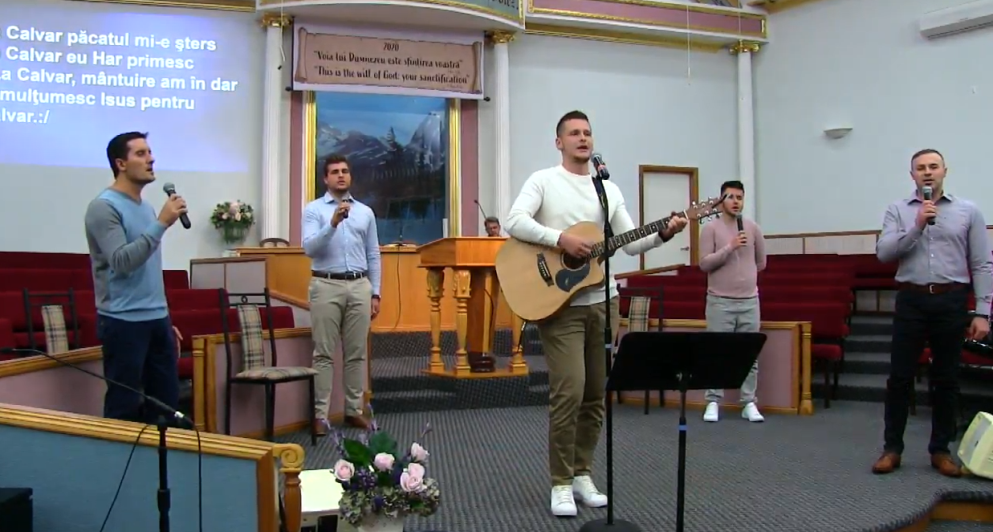 Calvar păcatul mi-e şters
Calvar eu Har primesc
a Calvar, mântuire am în dar
mulţumesc Isus pentru
lvar.:/
2020
"Voia lui Dumnezeu este sfințirea voastră"
"This is the will of God: your sanctification"